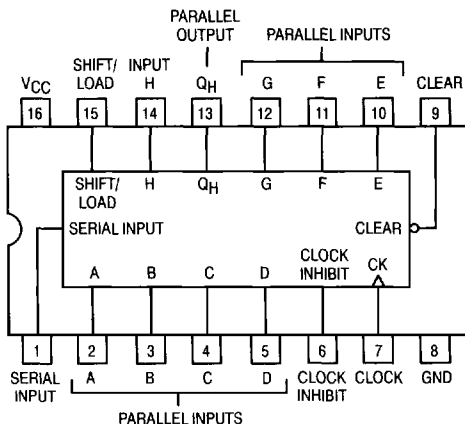 PARALLEL
OUTPUT
PARALLEL INPUTS
SHIFT/
LOAD
INPUT
H
VCC
QH
G
F
E
CLEAR
16
15
14
13
12
11
10
9
SHIFT/
LOAD
H
QH
G
F
E
SERIAL INPUT
CLEAR
CLOCK
INHIBIT
CK
A
B
C
D
1
2
3
4
5
6
7
8
SERIAL
INPUT
A
B
C
D
CLOCK
INHIBIT
CLOCK
GND
PARALLEL INPUTS